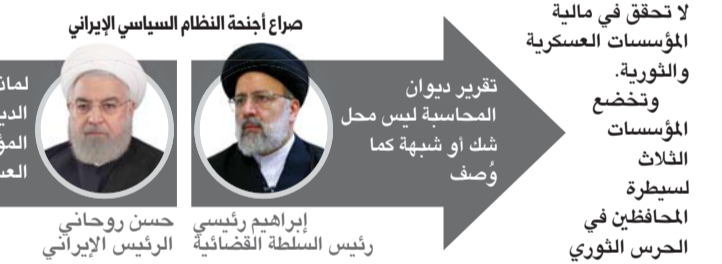 لا تحقق في مالية
المؤسسات العسكرية
والثورية.
وتخضع
المؤسسات
الثلاث
لسيطرة
المحافظين في
الحرس الثوري
صراع أجنحة النظام السياسي الإيراني
تقرير ديوان
المحاسبة ليس محل
شك أو شبهة كما
وُصف
إبراهيم رئيسي
رئيس السلطة القضائية
حسن روحاني
الرئيس الإيراني